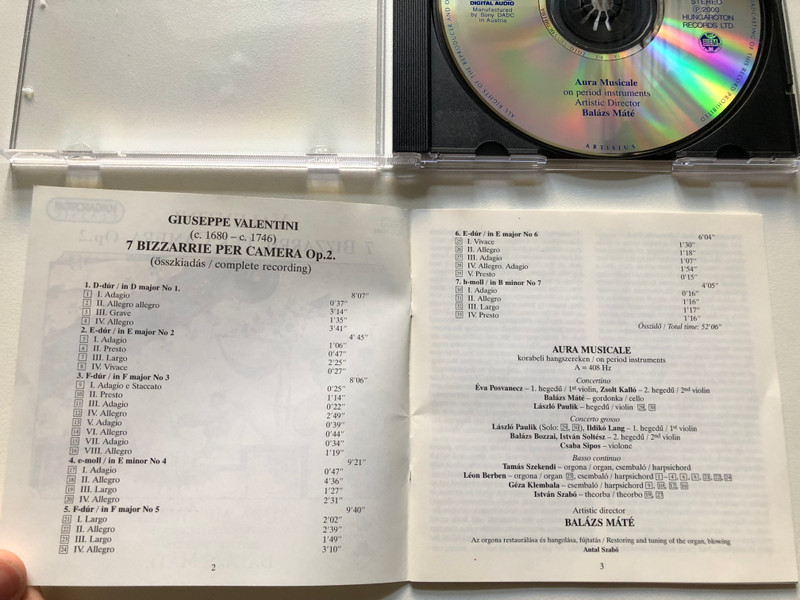 DIGITAL AUDIO
Manufactured
by Sony DADC
in Austria
STEREO
℗ 2009
HUNGAROTON
RECORDS LTD.
Aura Musicale
on period instruments
Artistic Director
Balázs Máté
ARTISJUS
GIUSEPPE VALENTINI
(c. 1680 – c. 1746)
7 BIZZARRIE PER CAMERA Op.2.
(összkiadás / complete recording)
1. D-dúr / in D major No 1. 8'07"
1 I. Adagio 0'37"
2 II. Allegro allegro 3'14"
3 III. Grave 1'35"
4 IV. Allegro 3'41"
2. E-dúr / in E major No 2 4'45"
5 I. Adagio 1'06"
6 II. Presto 0'47"
7 III. Largo 2'25"
8 IV. Vivace 0'27"
3. F-dúr / in F major No 3 8'06"
9 I. Adagio e Staccato 0'25"
10 II. Presto 1'14"
11 III. Adagio 0'22"
12 IV. Allegro 2'49"
13 V. Adagio 0'39"
14 VI. Allegro 0'44"
15 VII. Adagio 0'34"
16 VIII. Allegro 1'19"
4. e-moll / in E minor No 4 9'21"
17 I. Adagio 0'47"
18 II. Allegro 4'36"
19 III. Largo 1'27"
20 IV. Allegro 2'31"
5. F-dúr / in F major No 5 9'40"
21 I. Largo 2'02"
22 II. Allegro 2'39"
23 III. Largo 1'49"
24 IV. Allegro 3'10"
2
6. E-dúr / in E major No 6 6'04"
25 I. Vivace 1'30"
26 II. Allegro 1'18"
27 III. Adagio 1'07"
28 IV. Allegro. Adagio 1'54"
29 V. Presto 0'15"
7. h-moll / in B minor No 7 4'05"
30 I. Adagio 0'16"
31 II. Allegro 1'16"
32 III. Largo 1'17"
33 IV. Presto 1'16"
Összidő / Total time: 52'06"
AURA MUSICALE
korabeli hangszereken / on period instruments
A = 408 Hz
Concertino
Éva Posvanecz – 1. hegedű / 1st violin, Zsolt Kalló – 2. hegedű / 2nd violin
Balázs Máté – gordonka / cello
László Paulik – hegedű / violin
Concerto grosso
László Paulik (Solo: ), Ildikó Lang – 1. hegedű / 1st violin
Balázs Bozzai, István Soltész – 2. hegedű / 2nd violin
Csaba Sipos – violone
Basso continuo
Tamás Szekendi – orgona / organ, csembaló / harpsichord
Léon Berben – orgona / organ , csembaló / harpsichord
Géza Klembala – csembaló / harpsichord
István Szabó – theorba / theorbo
Artistic director
BALÁZS MÁTÉ
Az orgona restaurálása és hangolása, fújtatás / Restoring and tuning of the organ, blowing
Antal Szabó
3